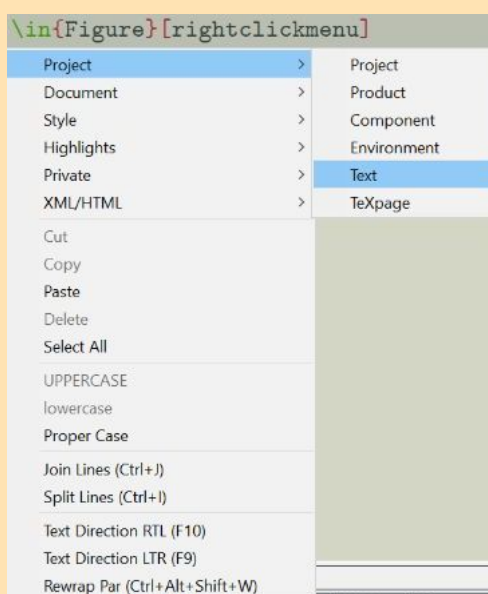 \in{Figure}[rightclickmenu]
Project >
Document >
Style >
Highlights >
Private >
XML/HTML >
Cut
Copy
Paste
Delete
Select All
UPPERCASE
lowercase
Proper Case
Join Lines (Ctrl+J)
Split Lines (Ctrl+I)
Text Direction RTL (F10)
Text Direction LTR (F9)
Rewrap Par (Ctrl+Alt+Shift+W)
Project
Product
Component
Environment
Text
TeXpage